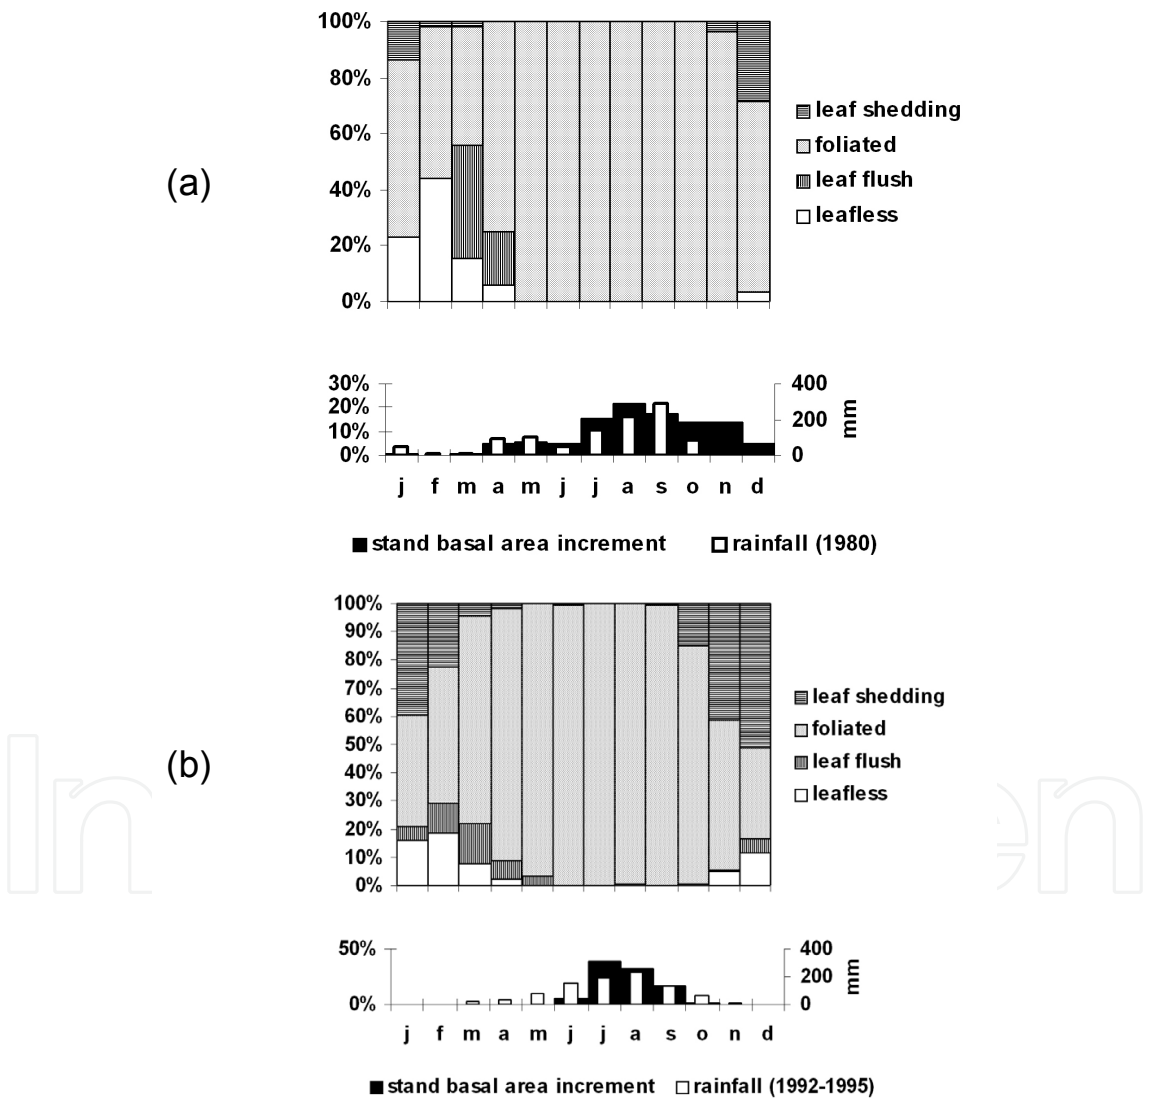 (a)
100%
80%
60%
40%
20%
0%
leaf shedding
foliated
leaf flush
leafless
30%
20%
10%
0%
400
200
0
mm
j f m a m j j a s o n d
stand basal area increment rainfall (1980)
(b)
100%
90%
80%
70%
60%
50%
40%
30%
20%
10%
0%
leaf shedding
foliated
leaf flush
leafless
50%
0%
400
200
0
mm
j f m a m j j a s o n d
stand basal area increment rainfall (1992-1995)